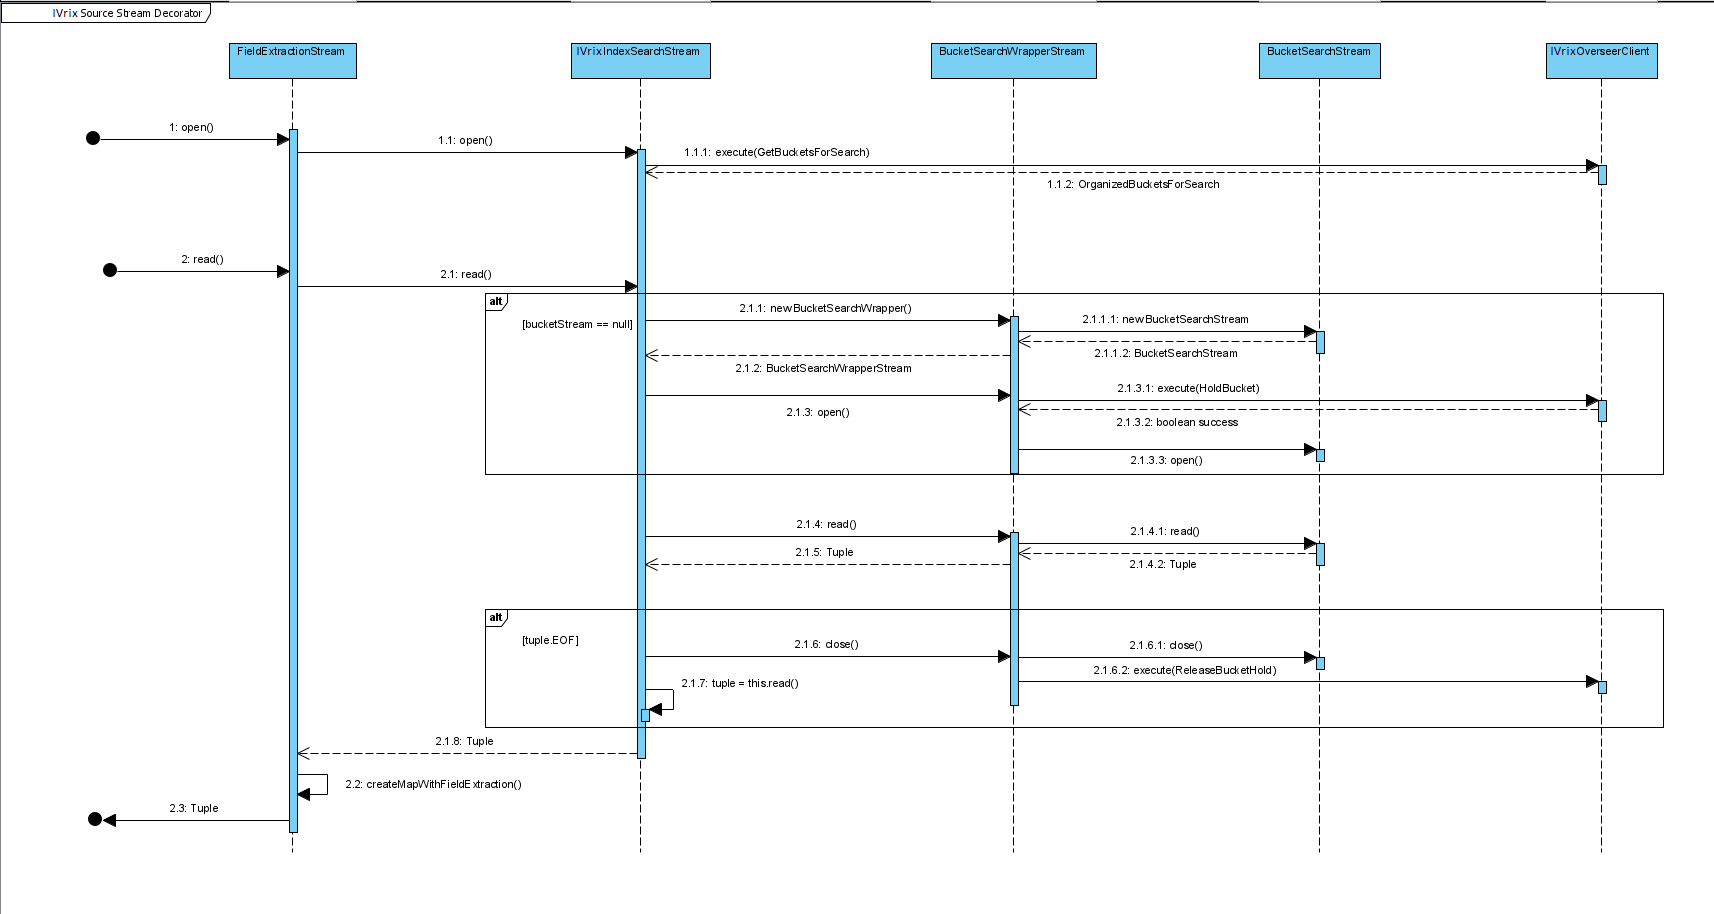 IVrix Source Stream Decorator
FieldExtractionStream
IVrixIndexSearchStream
BucketSearchWrapperStream
BucketSearchStream
IVrixOverseerClient
1: open()
1.1: open()
1.1.1: execute(GetBucketsForSearch)
1.1.2: OrganizedBucketsForSearch
2: read()
2.1: read()
alt
[bucketStream == null]
2.1.1: newBucketSearchWrapper()
2.1.1.1: newBucketSearchStream
2.1.1.2: BucketSearchStream
2.1.2: BucketSearchWrapperStream
2.1.3.1: execute(HoldBucket)
2.1.3: open()
2.1.3.2: boolean success
2.1.3.3: open()
2.1.4: read()
2.1.4.1: read()
2.1.5: Tuple
2.1.4.2: Tuple
alt
[tuple.EOF]
2.1.6: close()
2.1.6.1: close()
2.1.6.2: execute(ReleaseBucketHold)
2.1.7: tuple = this.read()
2.1.8: Tuple
2.2: createMapWithFieldExtraction()
2.3: Tuple